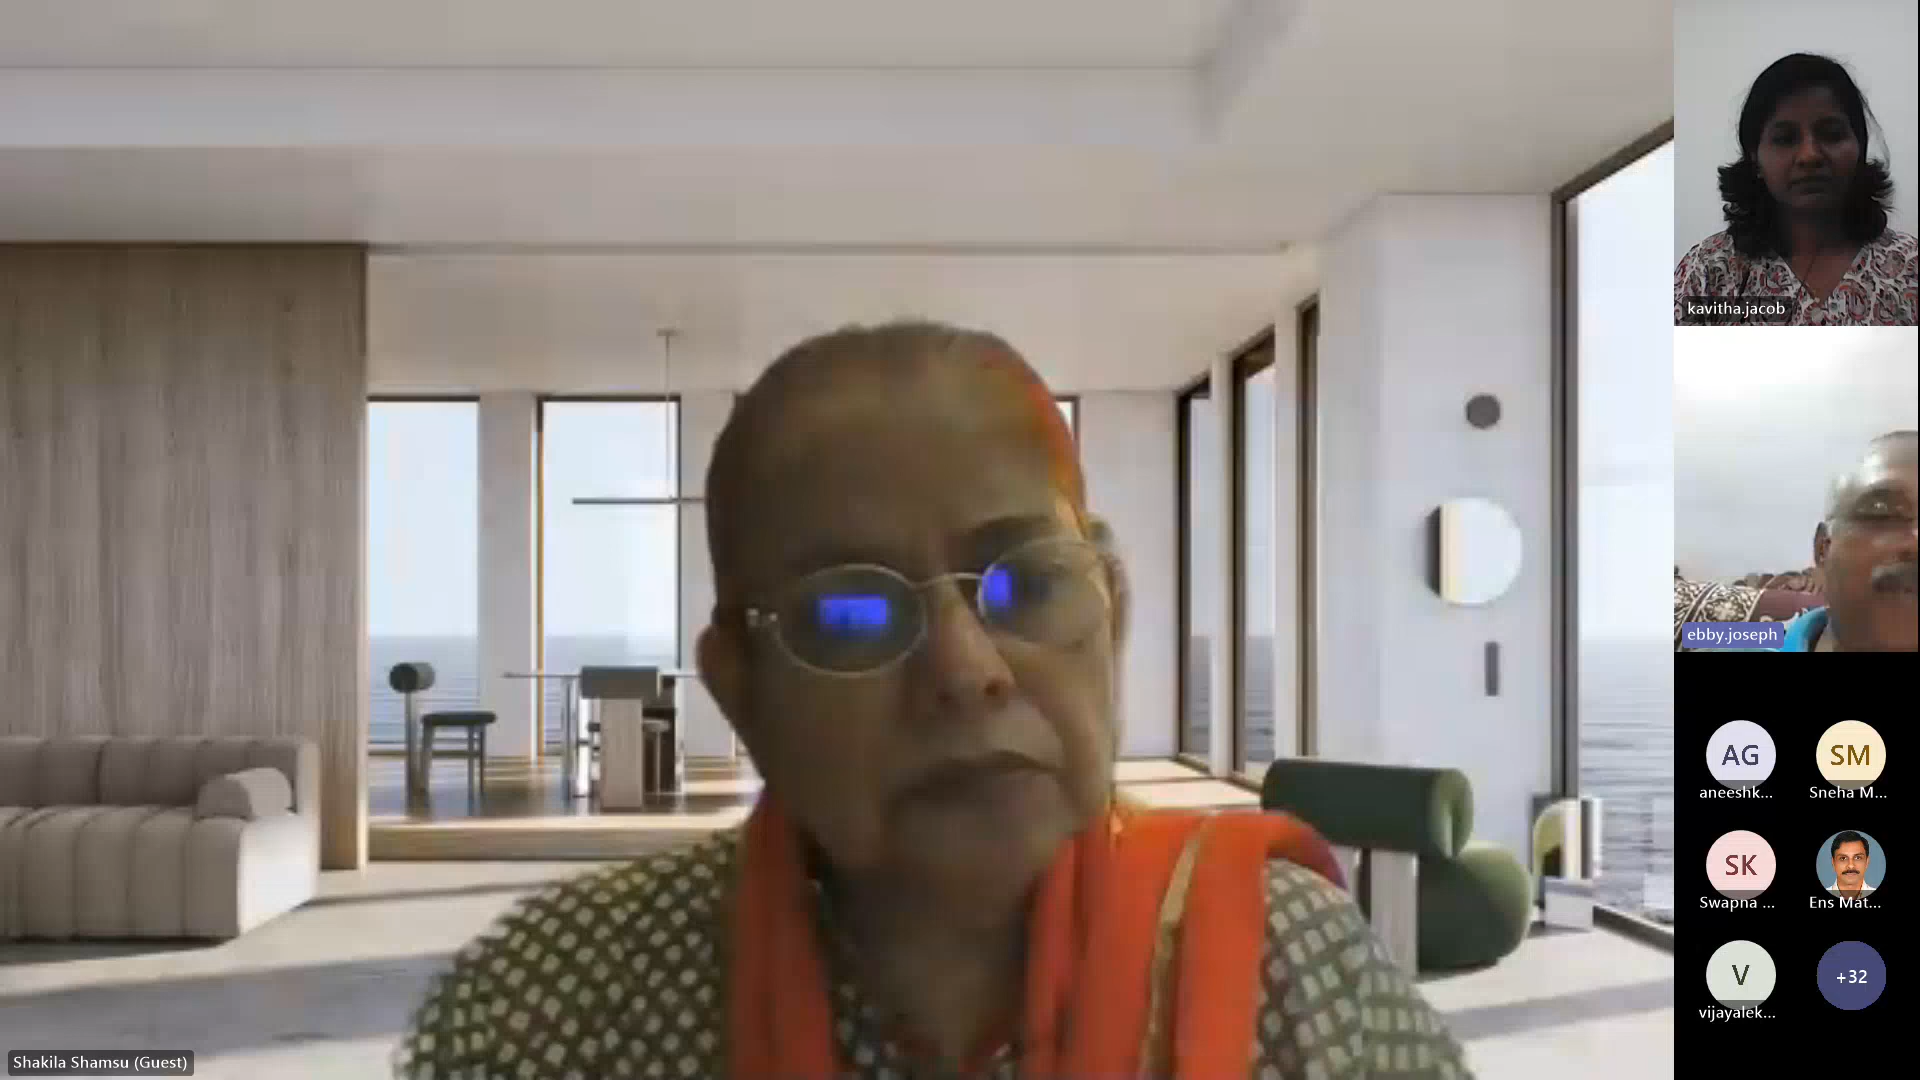 kavitha.jacob
ebby.joseph
AG
SM
aneeshk...
Sneha M...
SK
Swapna ...
Ens Mat...
V
+32
vijayalek...
Shakila Shamsu (Guest)